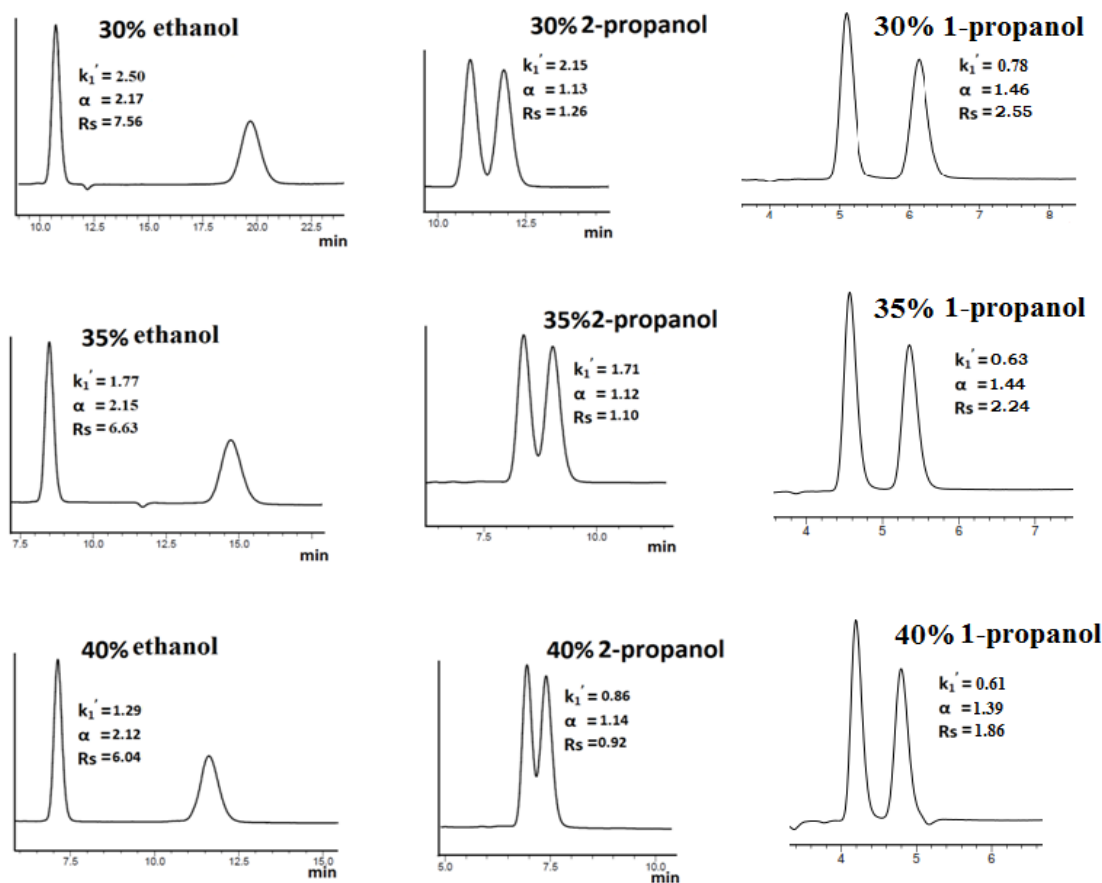 30% ethanol
k1′ = 2.50
α = 2.17
Rs = 7.56
10.0 12.5 15.0 17.5 20.0 22.5
min
30% 2-propanol
k1′ = 2.15
α = 1.13
Rs = 1.26
10.0 12.5
min
30% 1-propanol
k1′ = 0.78
α = 1.46
Rs = 2.55
4 5 6 7 8
35% ethanol
k1′ = 1.77
α = 2.15
Rs = 6.63
7.5 10.0 12.5 15.0
min
35%2-propanol
k1′ = 1.71
α = 1.12
Rs = 1.10
7.5 10.0
min
35% 1-propanol
k1′ = 0.63
α = 1.44
Rs = 2.24
4 5 6 7
40% ethanol
k1′ = 1.29
α = 2.12
Rs = 6.04
7.5 10.0 12.5 15.0
min
40% 2-propanol
k1′ = 0.86
α = 1.14
Rs = 0.92
5.0 7.5 10.0
min
40% 1-propanol
k1′ = 0.61
α = 1.39
Rs = 1.86
4 5 6